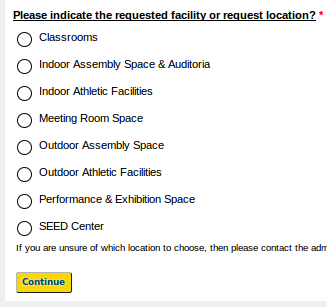 Please indicate the requested facility or request location? *
Classrooms
Indoor Assembly Space & Auditoria
Indoor Athletic Facilities
Meeting Room Space
Outdoor Assembly Space
Outdoor Athletic Facilities
Performance & Exhibition Space
SEED Center
If you are unsure of which location to choose, then please contact the adm
Continue